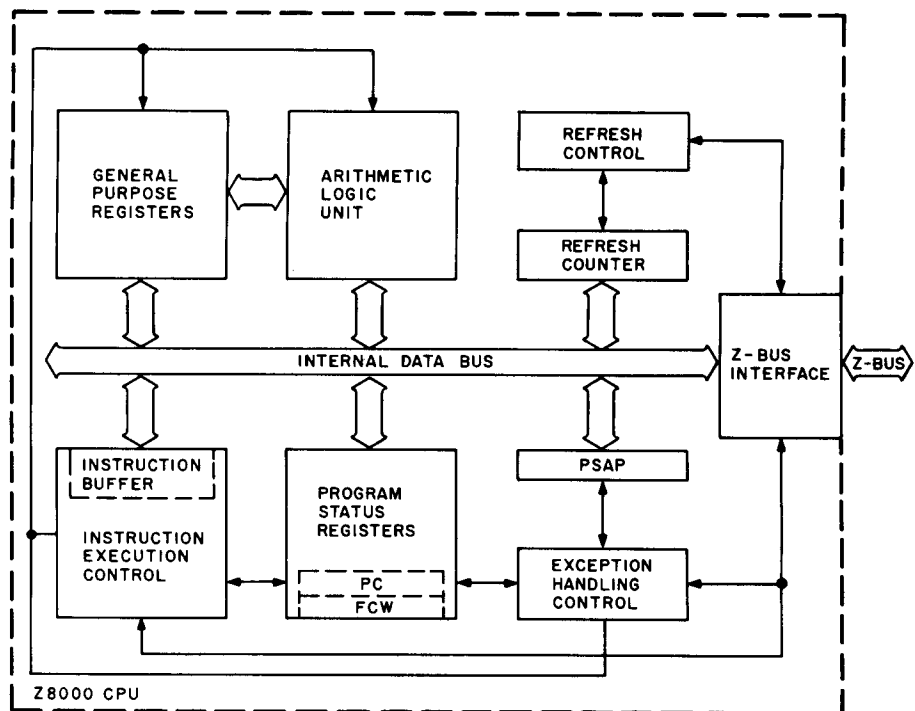 GENERAL
PURPOSE
REGISTERS
ARITHMETIC
LOGIC
UNIT
REFRESH
CONTROL
REFRESH
COUNTER
INTERNAL DATA BUS
Z-BUS
INTERFACE
Z-BUS
INSTRUCTION
BUFFER
INSTRUCTION
EXECUTION
CONTROL
PROGRAM
STATUS
REGISTERS
PC
FCW
PSAP
EXCEPTION
HANDLING
CONTROL
Z8000 CPU